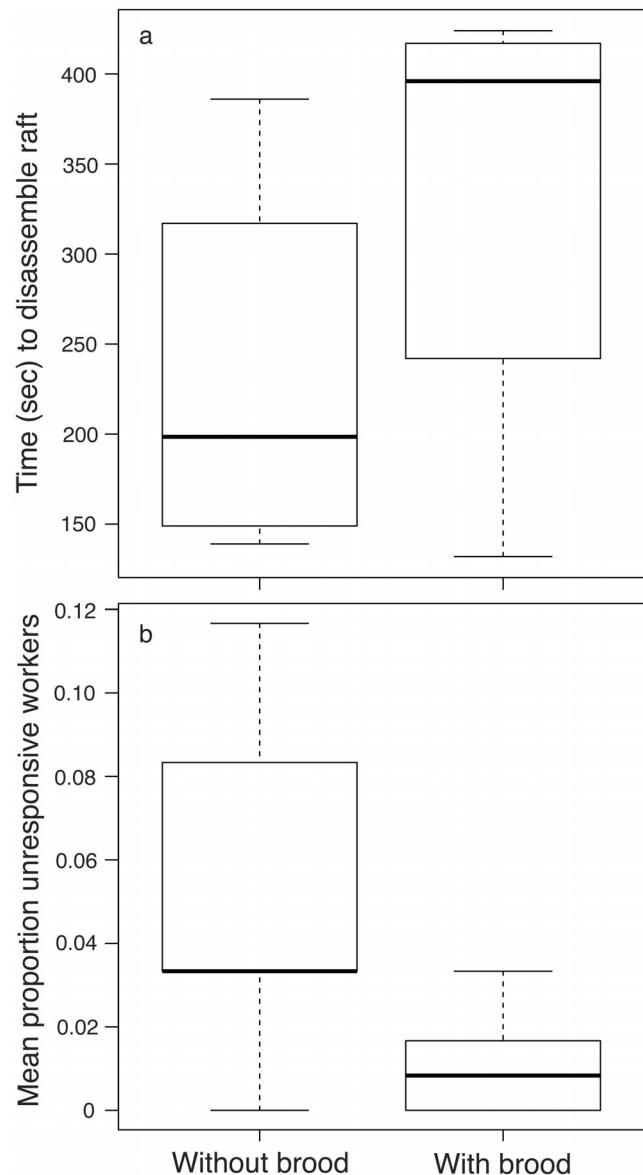 a
Time (sec) to disassemble raft
400
350
300
250
200
150
b
Mean proportion unresponsive workers
0.12
0.10
0.08
0.06
0.04
0.02
0
Without brood
With brood